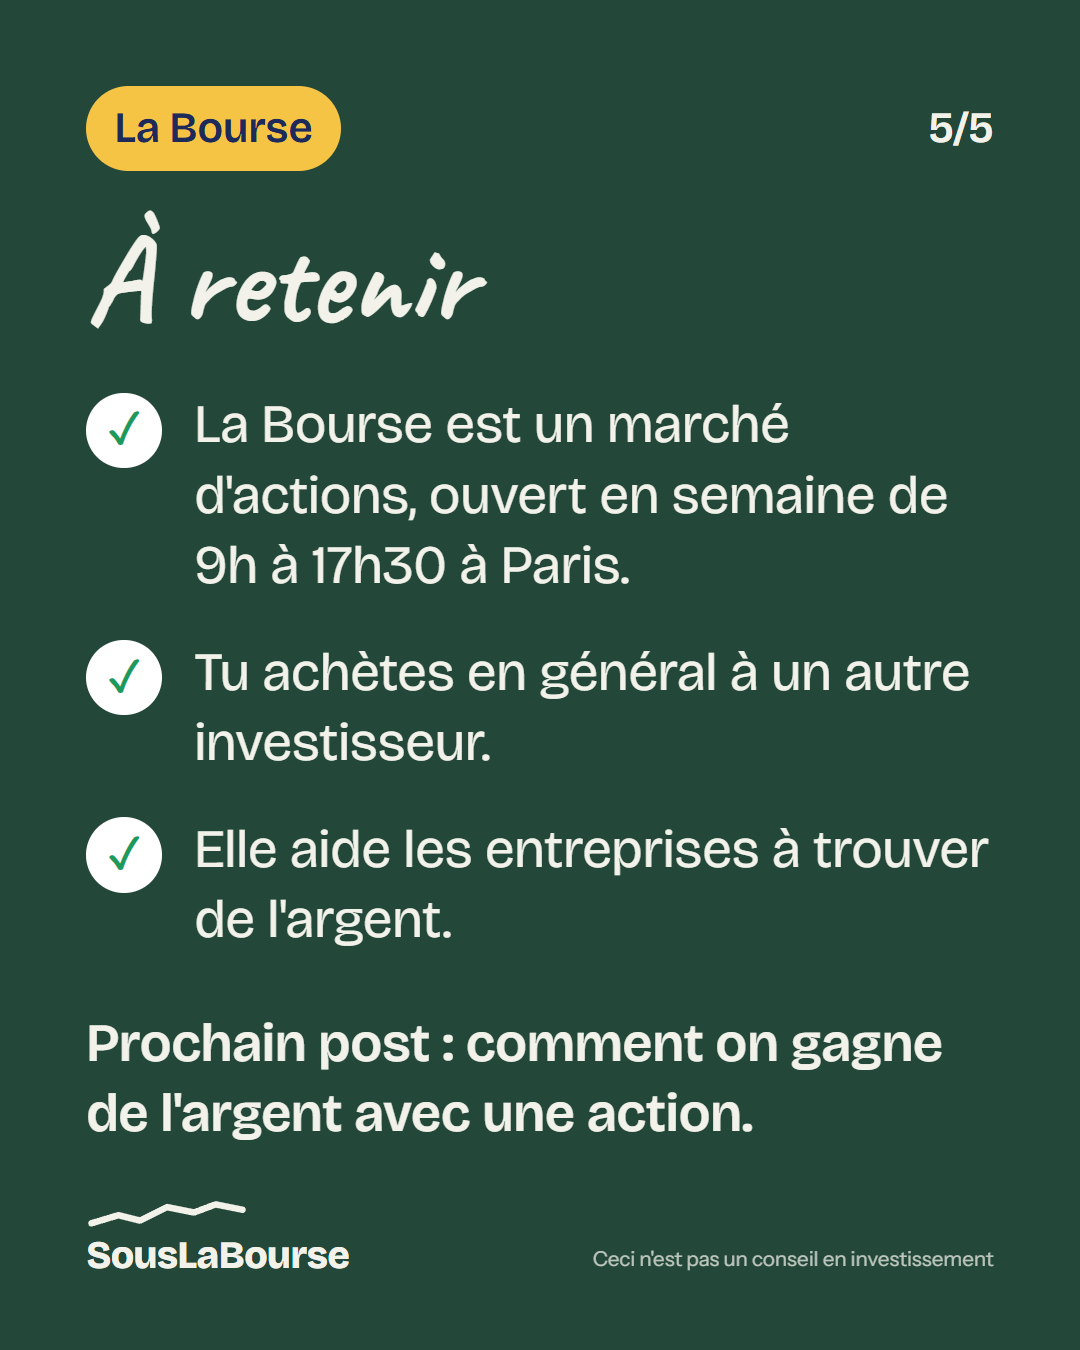 La Bourse
5/5
À retenir
✓ La Bourse est un marché
d'actions, ouvert en semaine de
9h à 17h30 à Paris.
✓ Tu achètes en général à un autre
investisseur.
✓ Elle aide les entreprises à trouver
de l'argent.
Prochain post : comment on gagne
de l'argent avec une action.
SousLaBourse
Ceci n'est pas un conseil en investissement